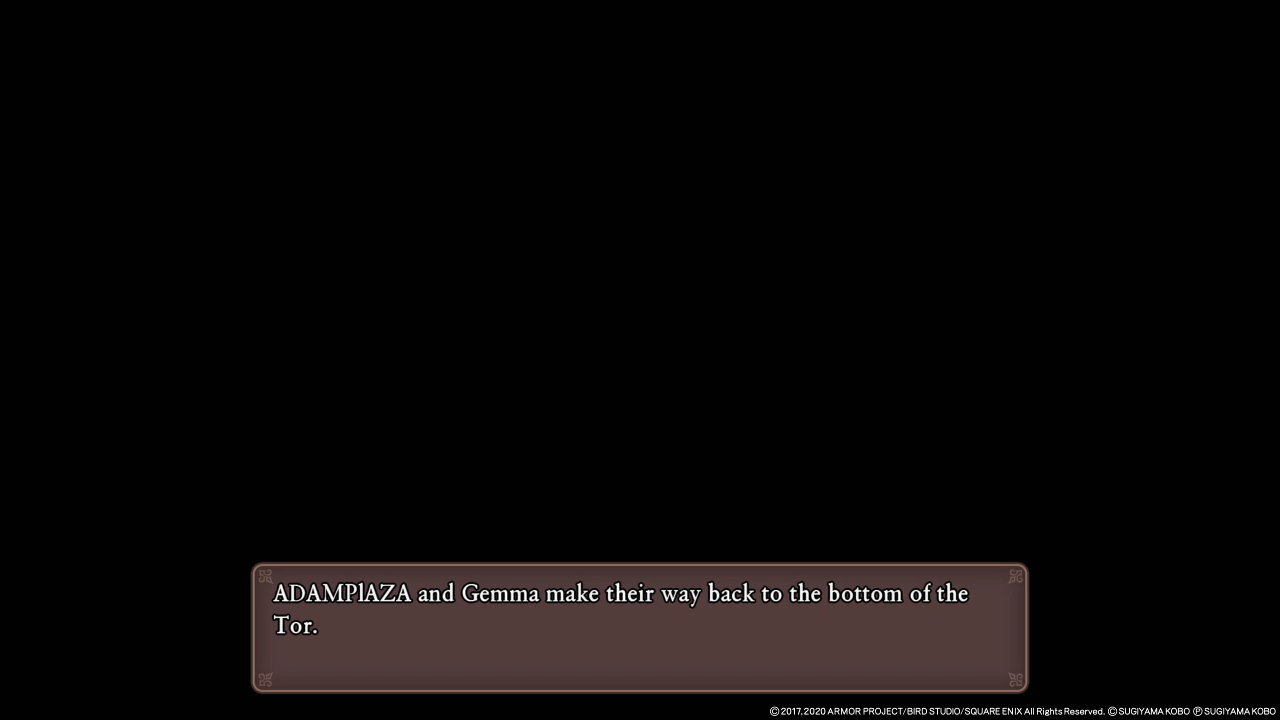 ADAMPlAZA and Gemma make their way back to the bottom of the
Tor.
©2017, 2020 ARMOR PROJECT/BIRD STUDIO/SQUARE ENIX All Rights Reserved. ©SUGIYAMA KOBO ℗ SUGIYAMA KOBO